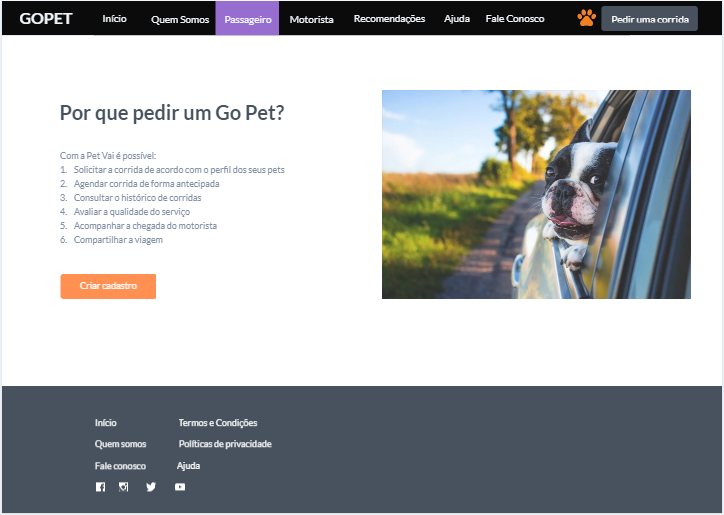 GOPET Início Quem Somos Passageiro Motorista Recomendações Ajuda Fale Conosco Pedir uma corrida
Por que pedir um Go Pet?
Com a Pet Vai é possível:
1. Solicitar a corrida de acordo com o perfil dos seus pets
2. Agendar corrida de forma antecipada
3. Consultar o histórico de corridas
4. Avaliar a qualidade do serviço
5. Acompanhar a chegada do motorista
6. Compartilhar a viagem
Criar cadastro
Início Termos e Condições
Quem somos Políticas de privacidade
Fale conosco Ajuda